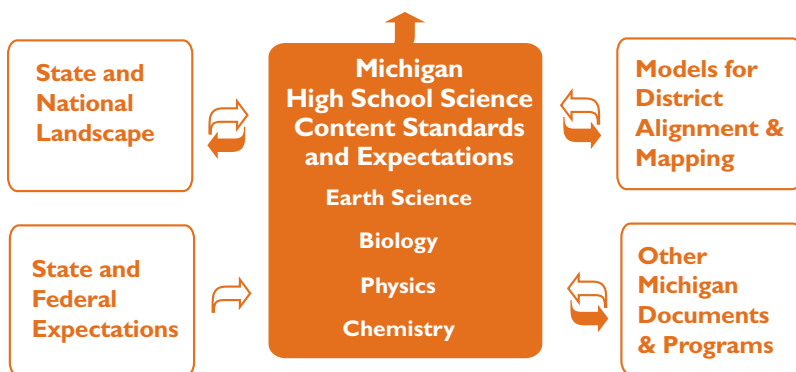 State and
National
Landscape
Michigan
High School Science
Content Standards
and Expectations
Earth Science
Biology
Physics
Chemistry
Models for
District
Alignment &
Mapping
State and
Federal
Expectations
Other
Michigan
Documents
& Programs